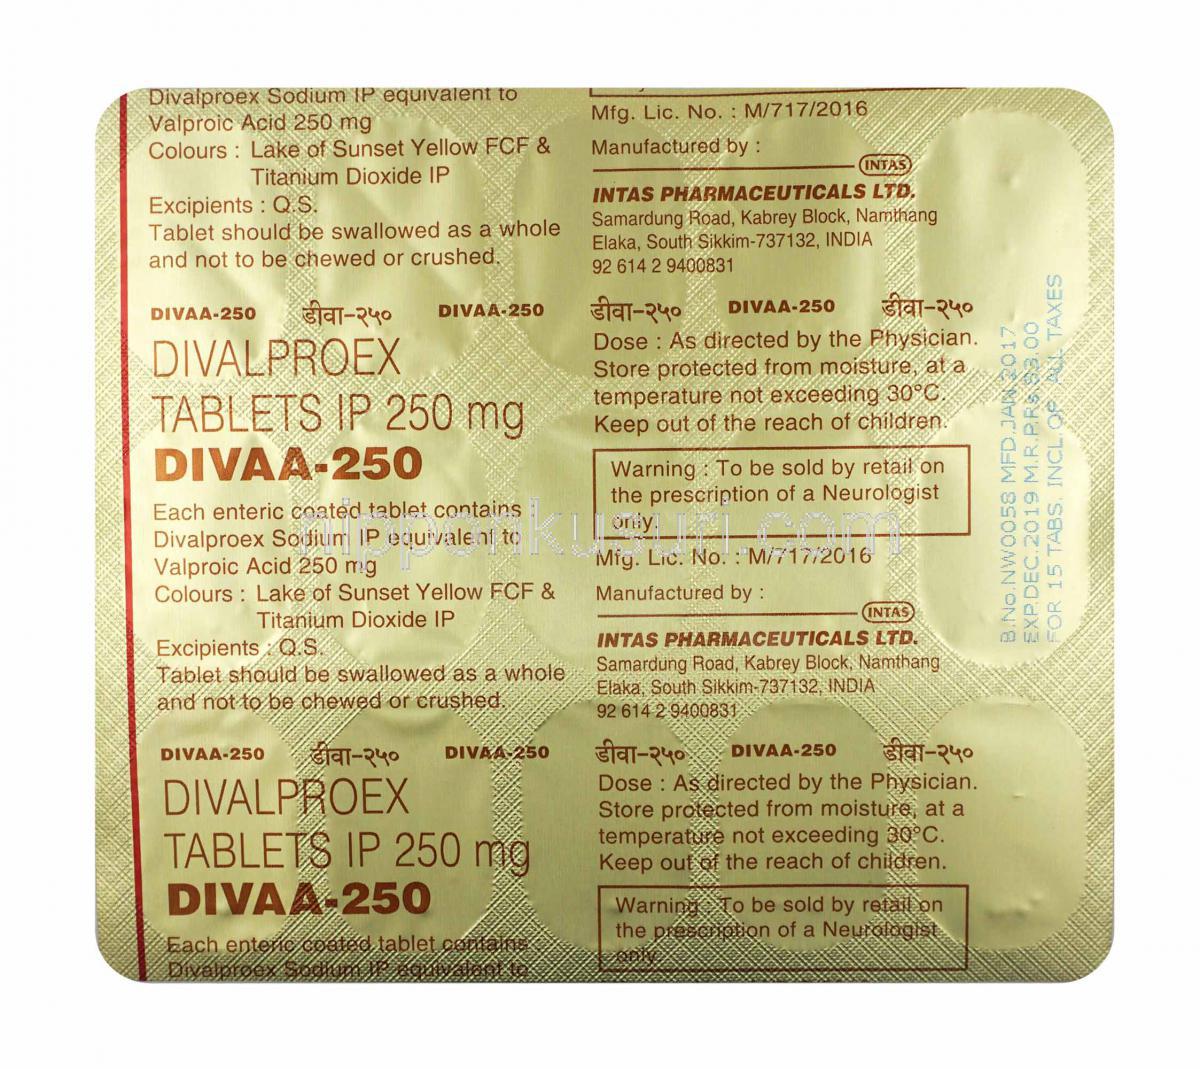 Divalproex Sodium IP equivalent to
Valproic Acid 250 mg
Colours : Lake of Sunset Yellow FCF &
Titanium Dioxide IP
Excipients : Q.S.
Tablet should be swallowed as a whole
and not to be chewed or crushed.
Mfg. Lic. No. : M/717/2016
Manufactured by :
INTAS
INTAS PHARMACEUTICALS LTD.
Samardung Road, Kabrey Block, Namthang
Elaka, South Sikkim-737132, INDIA
92 614 2 9400831
DIVAA-250 डीवा-२५० DIVAA-250 डीवा-२५० DIVAA-250 डीवा-२५०
DIVALPROEX
TABLETS IP 250 mg
DIVAA-250
Each enteric coated tablet contains :
Divalproex Sodium IP equivalent to
Valproic Acid 250 mg
Colours : Lake of Sunset Yellow FCF &
Titanium Dioxide IP
Excipients : Q.S.
Tablet should be swallowed as a whole
and not to be chewed or crushed.
Dose : As directed by the Physician.
Store protected from moisture, at a
temperature not exceeding 30°C.
Keep out of the reach of children.
Warning : To be sold by retail on
the prescription of a Neurologist
only.
Mfg. Lic. No. : M/717/2016
Manufactured by :
INTAS
INTAS PHARMACEUTICALS LTD.
Samardung Road, Kabrey Block, Namthang
Elaka, South Sikkim-737132, INDIA
92 614 2 9400831
B.No.NW0058 MFD.JAN.2017
EXP.DEC.2019 M.R.P.RS.93.00
FOR 15 TABS. INCL.OF ALL TAXES
nipponkusuri.com
DIVAA-250 डीवा-२५० DIVAA-250 डीवा-२५० DIVAA-250 डीवा-२५०
DIVALPROEX
TABLETS IP 250 mg
DIVAA-250
Each enteric coated tablet contains :
Divalproex Sodium IP equivalent to
Dose : As directed by the Physician.
Store protected from moisture, at a
temperature not exceeding 30°C.
Keep out of the reach of children.
Warning : To be sold by retail on
the prescription of a Neurologist
only.